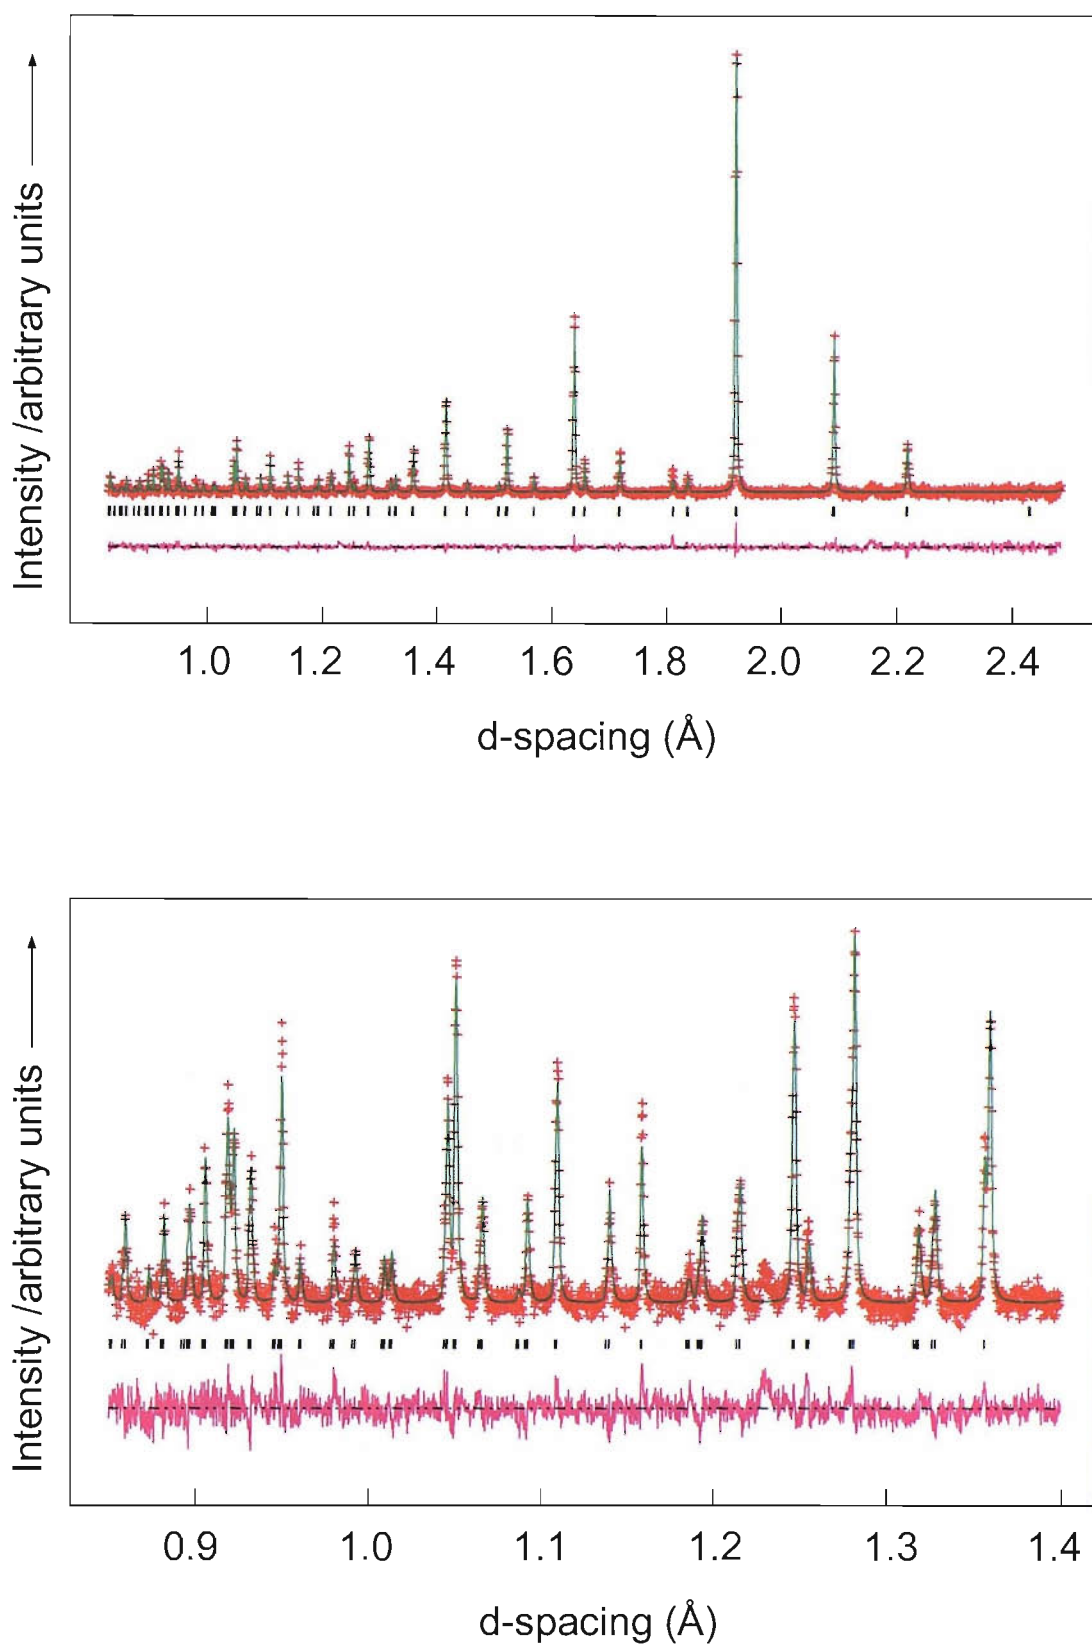 Intensity /arbitrary units
1.0 1.2 1.4 1.6 1.8 2.0 2.2 2.4
d-spacing (Å)
Intensity /arbitrary units
0.9 1.0 1.1 1.2 1.3 1.4
d-spacing (Å)